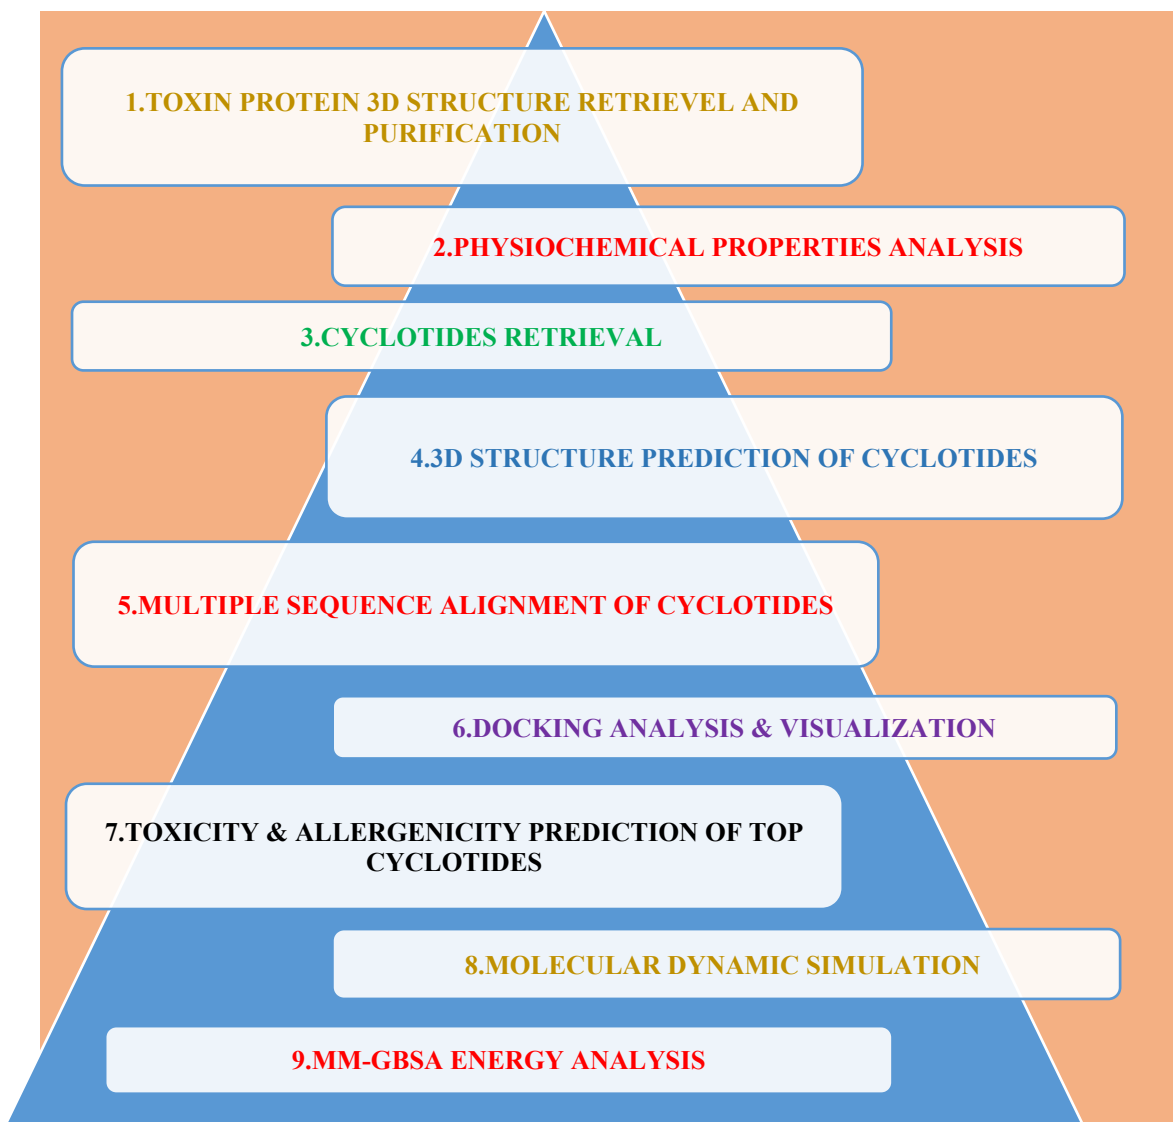 1.TOXIN PROTEIN 3D STRUCTURE RETRIEVEL AND
PURIFICATION
2.PHYSIOCHEMICAL PROPERTIES ANALYSIS
3.CYCLOTIDES RETRIEVAL
4.3D STRUCTURE PREDICTION OF CYCLOTIDES
5.MULTIPLE SEQUENCE ALIGNMENT OF CYCLOTIDES
6.DOCKING ANALYSIS & VISUALIZATION
7.TOXICITY & ALLERGENICITY PREDICTION OF TOP
CYCLOTIDES
8.MOLECULAR DYNAMIC SIMULATION
9.MM-GBSA ENERGY ANALYSIS